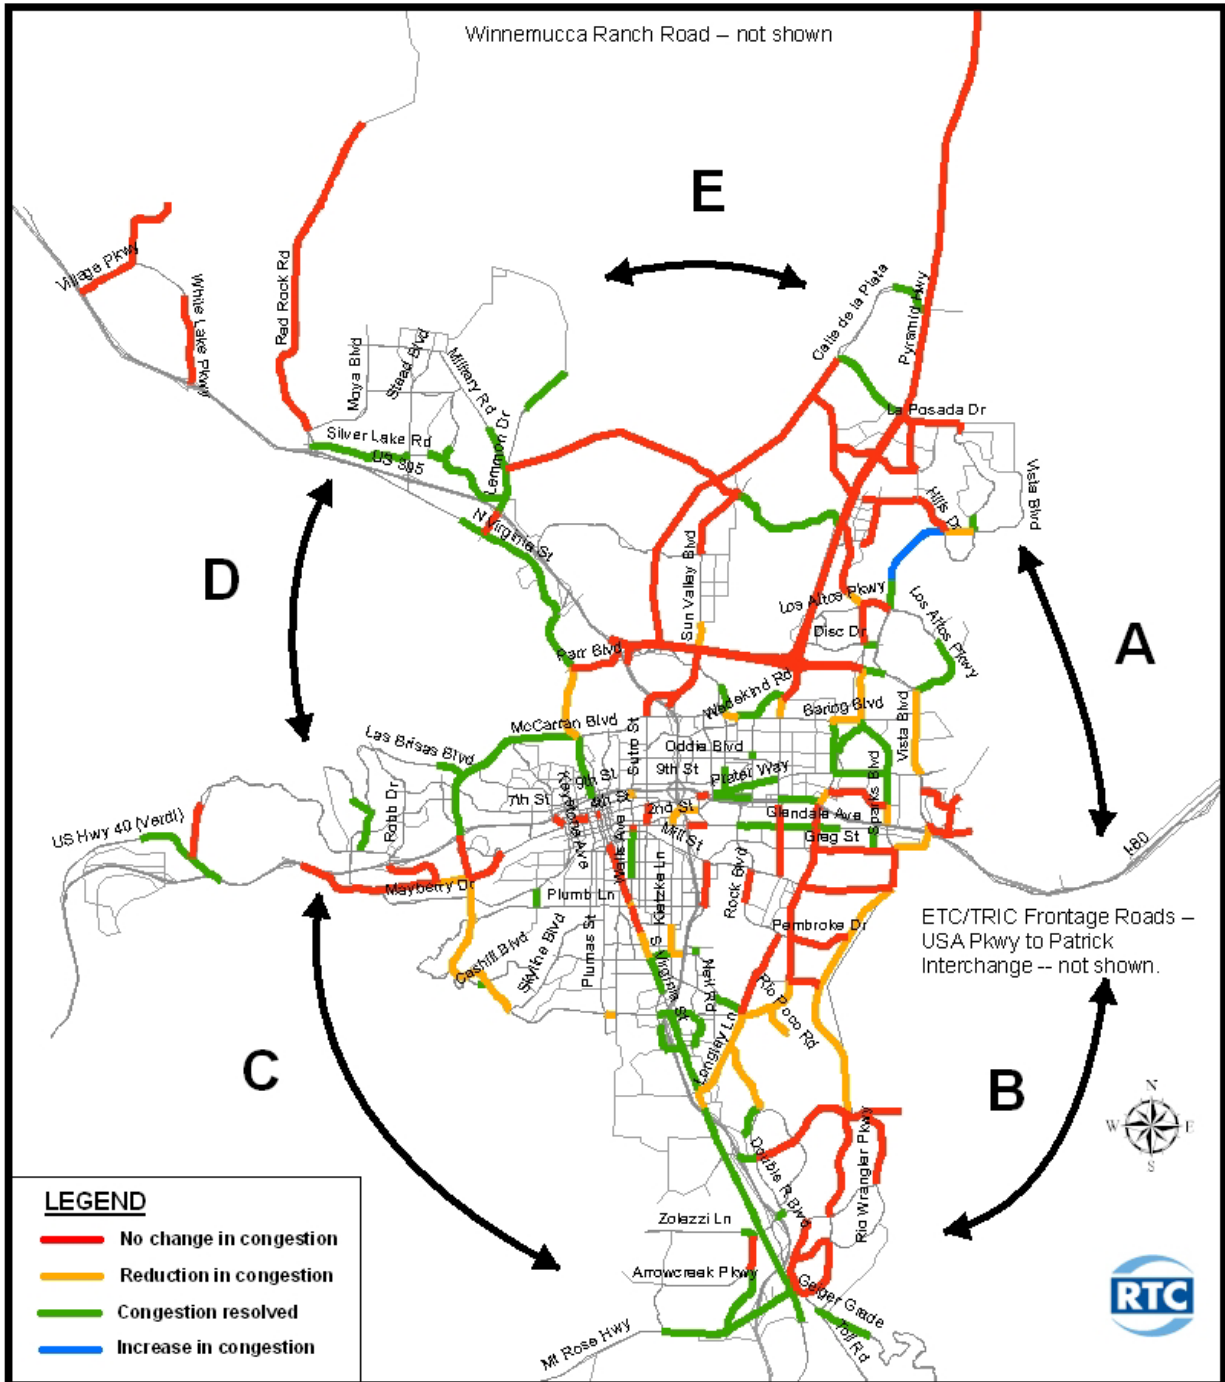 Winnemucca Ranch Road – not shown
E
Village Pkwy
White Lake Pkwy
Red Rock Rd
Moya Blvd
Stead Blvd
Military Rd
Lemmon Dr
Calle de la Plata
Pyramid Hwy
La Posada Dr
Silver Lake Rd
US 395
N Virginia St
Hills Dr
Vista Blvd
Sun Valley Blvd
D
Los Altos Pkwy
Los Altos Pkwy
Disc Dr
A
Parr Blvd
Wedekind Rd
Baring Blvd
Vista Blvd
McCarran Blvd
Las Brisas Blvd
Sutro St
Oddie Blvd
9th St
9th St
Prater Way
7th St
4th St
2nd St
Keystone Ave
Robb Dr
Sparks Blvd
Glendale Ave
Greg St
Mill St
US Hwy 40 (Verdi)
I-80
Wells Ave
Kietzke Ln
Rock Blvd
Mayberry Dr
Plumb Ln
Pembroke Dr
ETC/TRIC Frontage Roads –
USA Pkwy to Patrick
Interchange -- not shown.
Cashill Blvd
Skyline Blvd
Plumas St
S Virginia St
Neil Rd
Rio Poco Rd
Longley Ln
C
B
N
W
E
S
Double R Blvd
Rio Wrangler Pkwy
Zolezzi Ln
Arrowcreek Pkwy
Geiger Grade
Toll Rd
Mt Rose Hwy
LEGEND
No change in congestion
Reduction in congestion
Congestion resolved
Increase in congestion
RTC